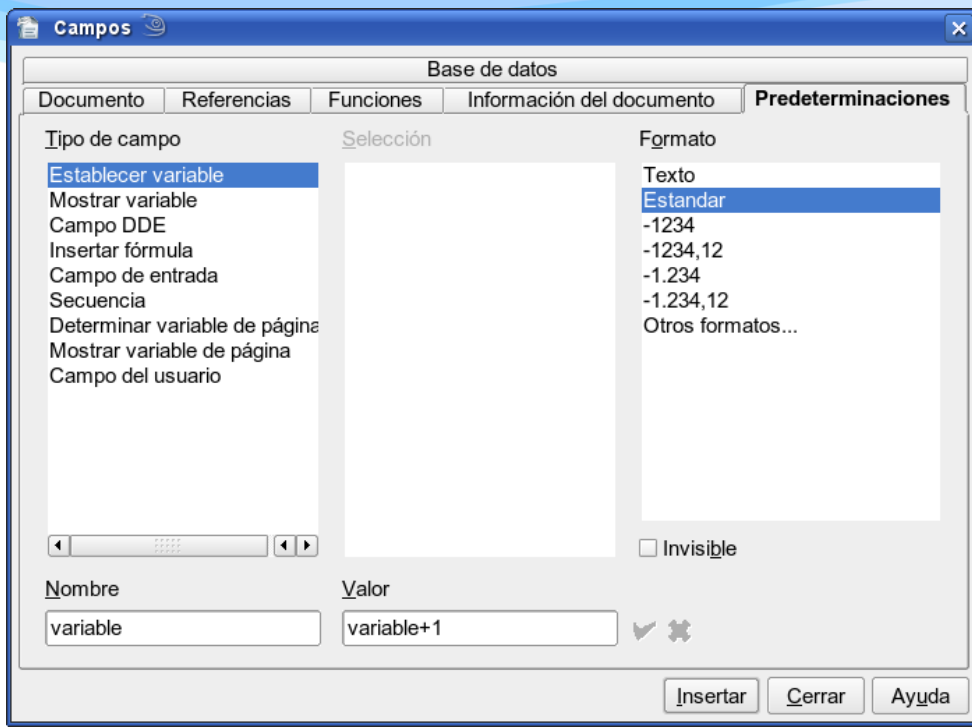 Campos
Base de datos
Documento Referencias Funciones Información del documento Predeterminaciones
Tipo de campo
Establecer variable
Mostrar variable
Campo DDE
Insertar fórmula
Campo de entrada
Secuencia
Determinar variable de página
Mostrar variable de página
Campo del usuario
Selección
Formato
Texto
Estandar
-1234
-1234,12
-1.234
-1.234,12
Otros formatos...
Invisible
Nombre
variable
Valor
variable+1
Insertar Cerrar Ayuda